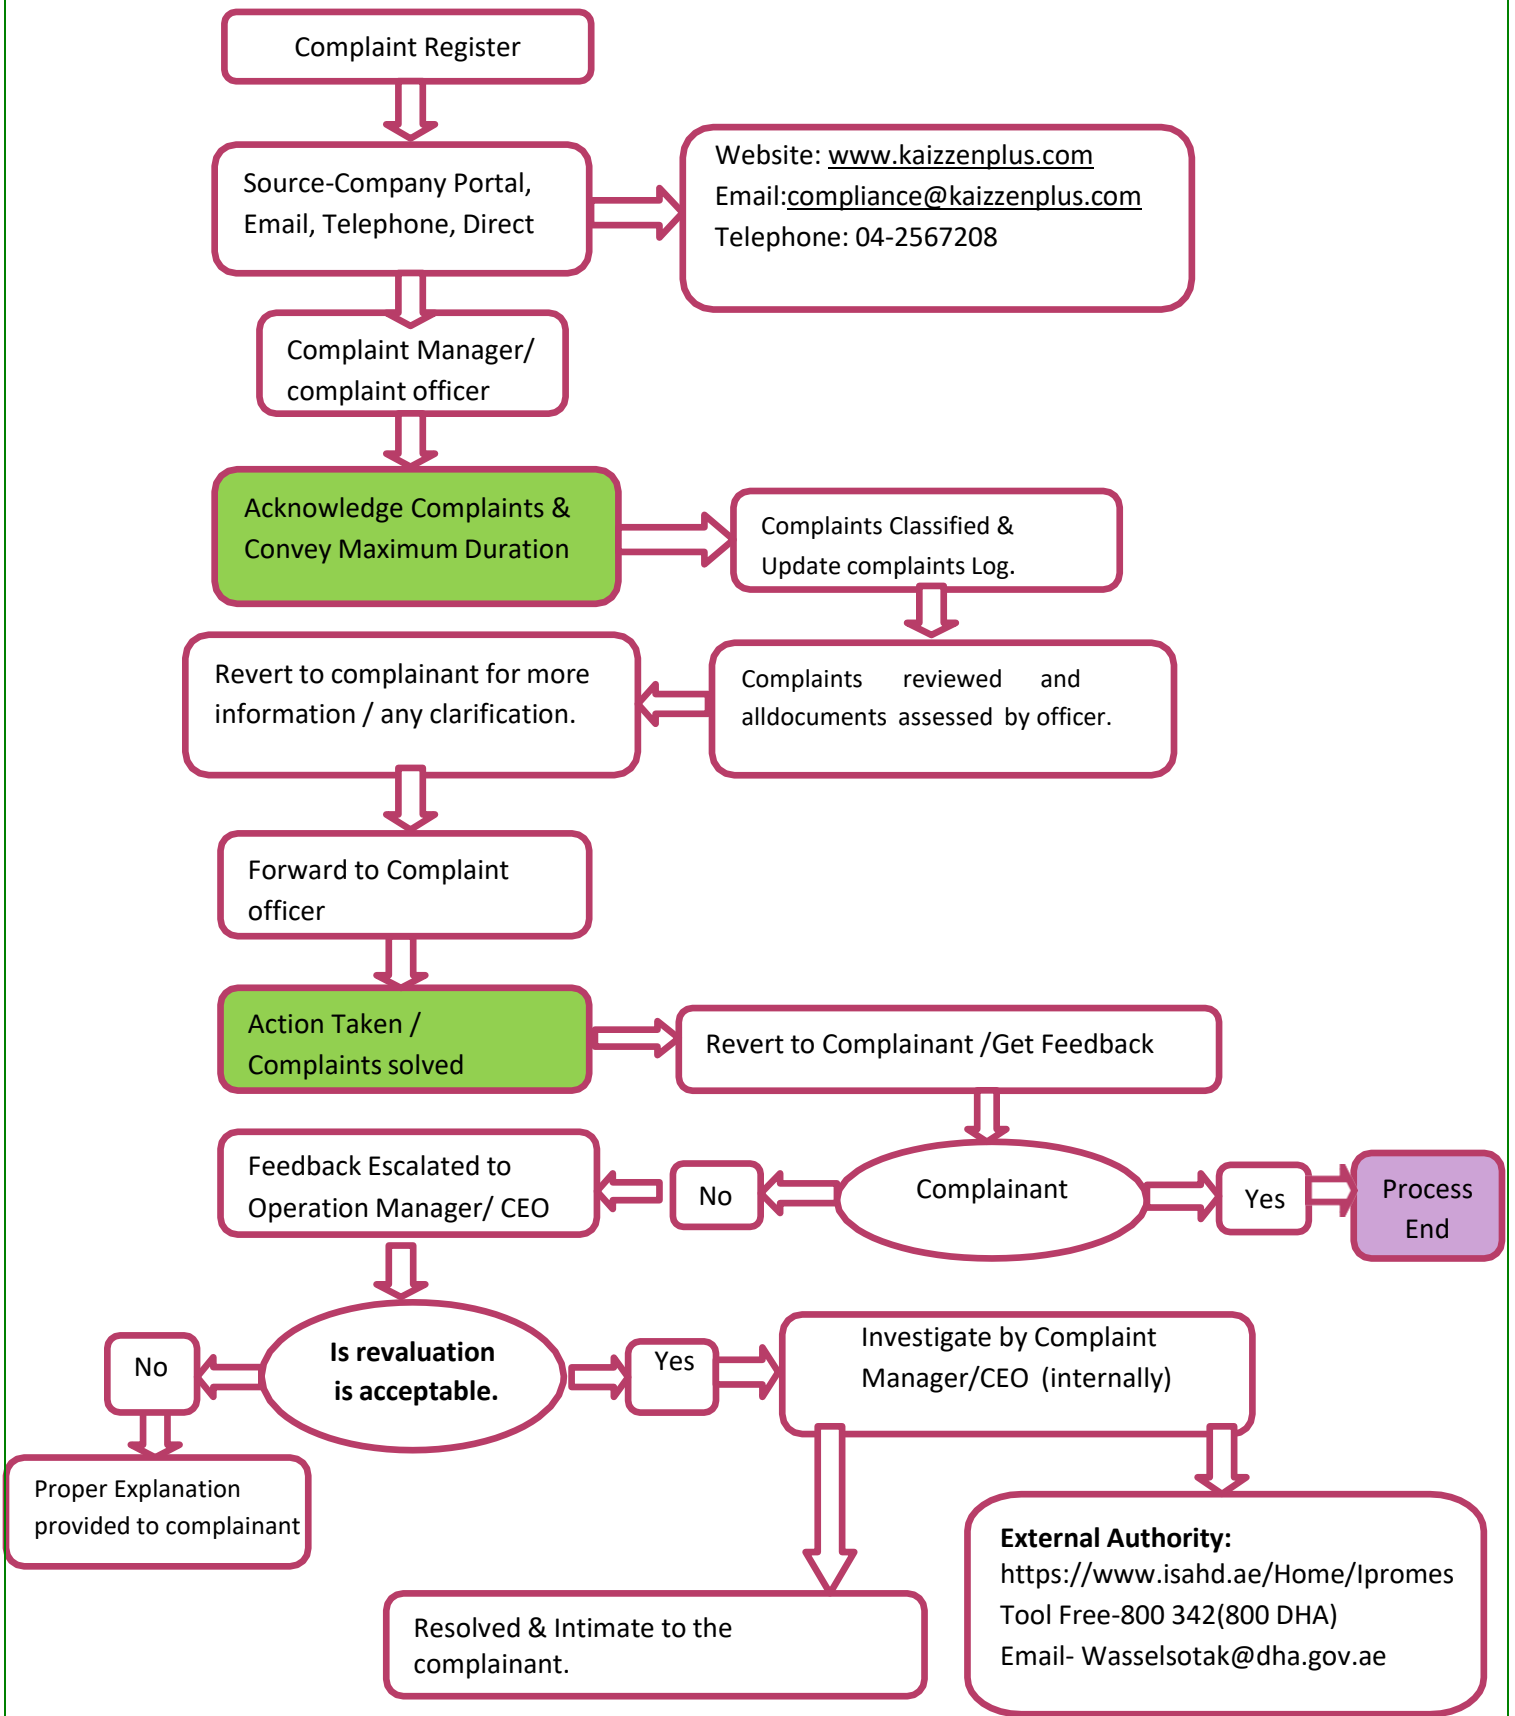 Complaint Register
Source-Company Portal,
Email, Telephone, Direct
Website: www.kaizzenplus.com
Email:compliance@kaizzenplus.com
Telephone: 04-2567208
Complaint Manager/
complaint officer
Acknowledge Complaints &
Convey Maximum Duration
Complaints Classified &
Update complaints Log.
Complaints reviewed and
alldocuments assessed by officer.
Revert to complainant for more
information / any clarification.
Forward to Complaint
officer
Action Taken /
Complaints solved
Revert to Complainant /Get Feedback
Complainant
Yes
Process
End
No
Feedback Escalated to
Operation Manager/ CEO
Is revaluation
is acceptable.
No
Proper Explanation
provided to complainant
Yes
Investigate by Complaint
Manager/CEO (internally)
Resolved & Intimate to the
complainant.
External Authority:
https://www.isahd.ae/Home/Ipromes
Tool Free-800 342(800 DHA)
Email- Wasselsotak@dha.gov.ae